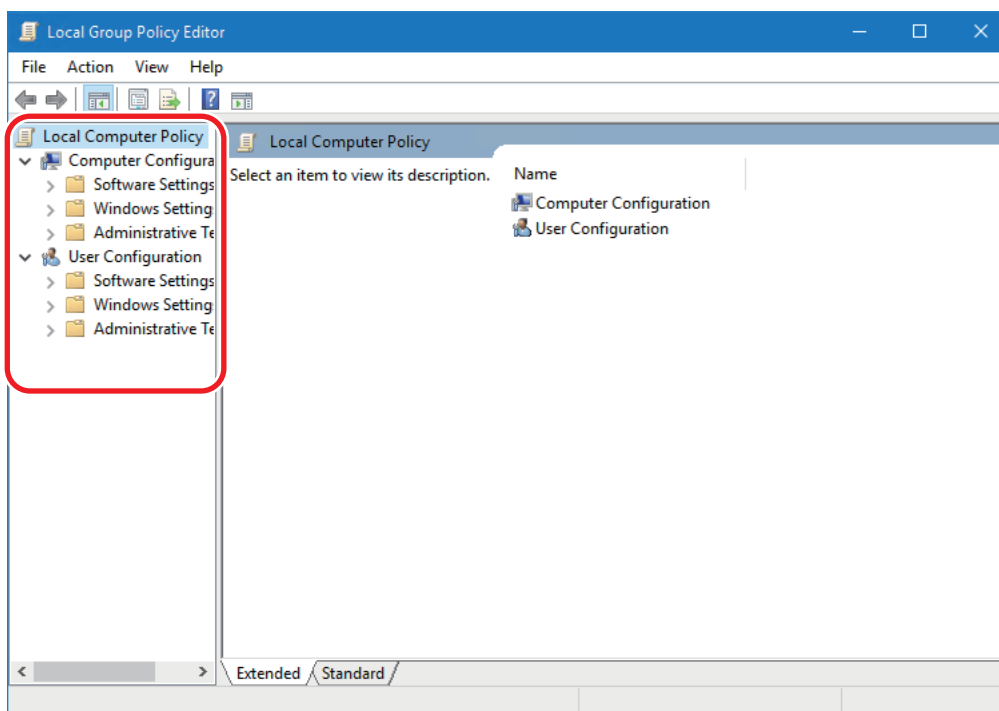 Local Group Policy Editor
File Action View Help
Local Computer Policy
Computer Configura
Software Settings
Windows Setting
Administrative Te
User Configuration
Software Settings
Windows Setting
Administrative Te
Local Computer Policy
Select an item to view its description.
Name
Computer Configuration
User Configuration
Extended Standard